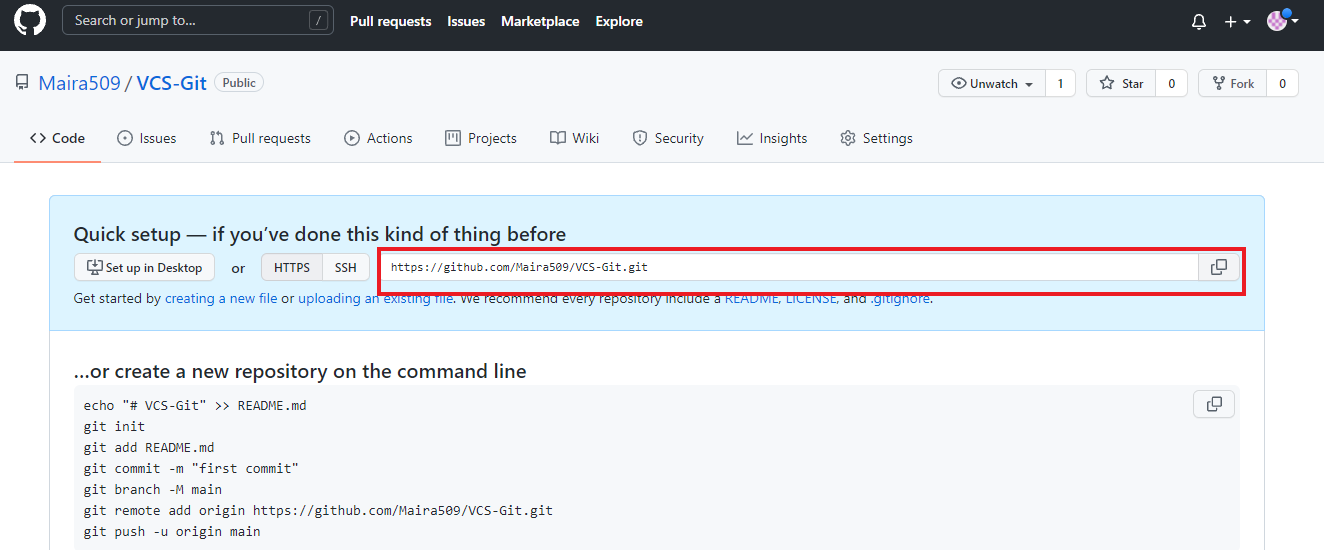 Search or jump to... / Pull requests Issues Marketplace Explore
Maira509 / VCS-Git Public Unwatch 1 Star 0 Fork 0
Code Issues Pull requests Actions Projects Wiki Security Insights Settings
Quick setup — if you’ve done this kind of thing before
Set up in Desktop or HTTPS SSH https://github.com/Maira509/VCS-Git.git
Get started by creating a new file or uploading an existing file. We recommend every repository include a README, LICENSE, and .gitignore.
…or create a new repository on the command line
echo "# VCS-Git" >> README.md
git init
git add README.md
git commit -m "first commit"
git branch -M main
git remote add origin https://github.com/Maira509/VCS-Git.git
git push -u origin main